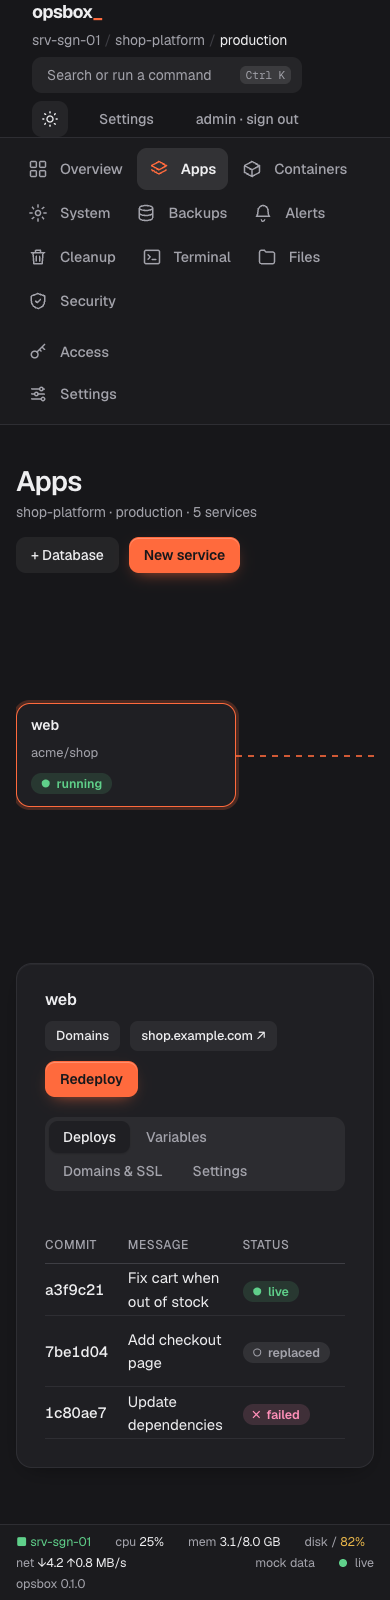 opsbox_
srv-sgn-01 / shop-platform / production
Search or run a command Ctrl K
Settings admin · sign out
Overview Apps Containers
System Backups Alerts
Cleanup Terminal Files
Security
Access
Settings
Apps
shop-platform · production · 5 services
+ Database New service
web
acme/shop
running
web
Domains shop.example.com ↗
Redeploy
Deploys Variables
Domains & SSL Settings
COMMIT MESSAGE STATUS
a3f9c21 Fix cart when out of stock live
7be1d04 Add checkout page replaced
1c80ae7 Update dependencies failed
srv-sgn-01 cpu 25% mem 3.1/8.0 GB disk / 82%
net ↓4.2 ↑0.8 MB/s mock data live
opsbox 0.1.0